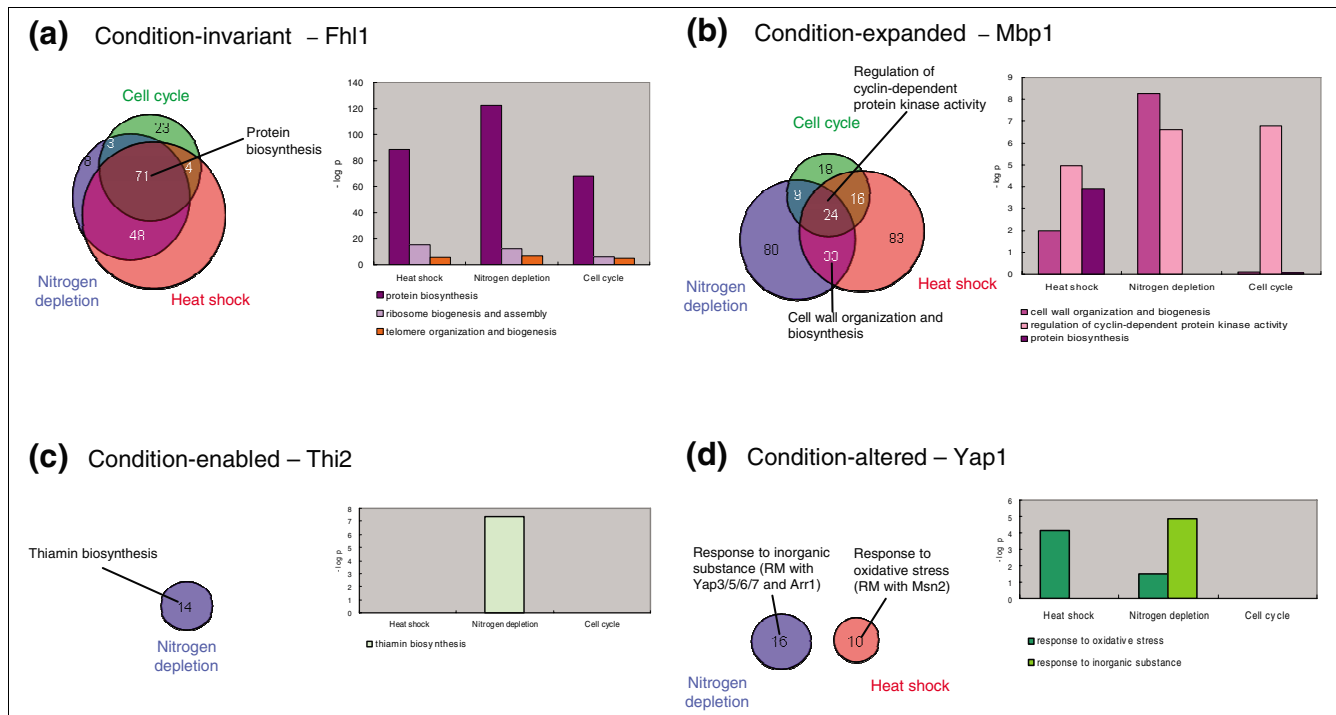 (a) Condition-invariant – Fhl1
Cell cycle
23
3
8
4
71
48
Protein
biosynthesis
Nitrogen
depletion
Heat shock
140
120
100
80
60
40
20
0
- log p
Heat shock
Nitrogen depletion
Cell cycle
protein biosynthesis
ribosome biogenesis and assembly
telomere organization and biogenesis
(b) Condition-expanded – Mbp1
Regulation of
cyclin-dependent
protein kinase activity
Cell cycle
18
9
16
24
80
83
33
Nitrogen
depletion
Heat shock
Cell wall organization and
biosynthesis
9
8
7
6
5
4
3
2
1
0
- log p
Heat shock
Nitrogen depletion
Cell cycle
cell wall organization and biogenesis
regulation of cyclin-dependent protein kinase activity
protein biosynthesis
(c) Condition-enabled – Thi2
Thiamin biosynthesis
14
Nitrogen
depletion
8
7
6
5
4
3
2
1
0
- log p
Heat shock
Nitrogen depletion
Cell cycle
thiamin biosynthesis
(d) Condition-altered – Yap1
Response to inorganic
substance (RM with
Yap3/5/6/7 and Arr1)
Response to
oxidative stress
(RM with Msn2)
16
10
Nitrogen
depletion
Heat shock
6
5
4
3
2
1
0
- log p
Heat shock
Nitrogen depletion
Cell cycle
response to oxidative stress
response to inorganic substance